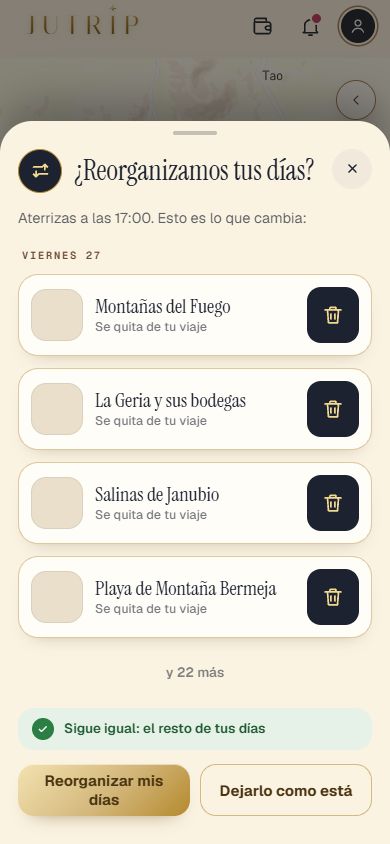 JUTRIP
Tao
¿Reorganizamos tus días?
Aterrizas a las 17:00. Esto es lo que cambia:
VIERNES 27
Montañas del Fuego
Se quita de tu viaje
La Geria y sus bodegas
Se quita de tu viaje
Salinas de Janubio
Se quita de tu viaje
Playa de Montaña Bermeja
Se quita de tu viaje
y 22 más
Sigue igual: el resto de tus días
Reorganizar mis
días
Dejarlo como está